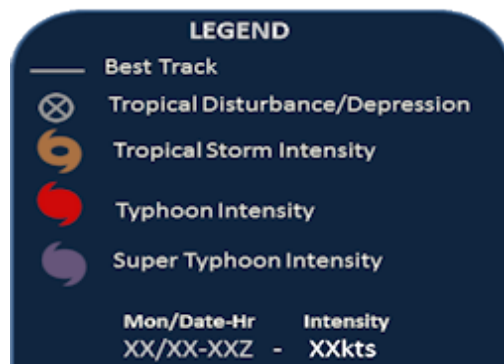 LEGEND
Best Track
Tropical Disturbance/Depression
Tropical Storm Intensity
Typhoon Intensity
Super Typhoon Intensity
Mon/Date-Hr Intensity
XX/XX-XXZ - XXkts